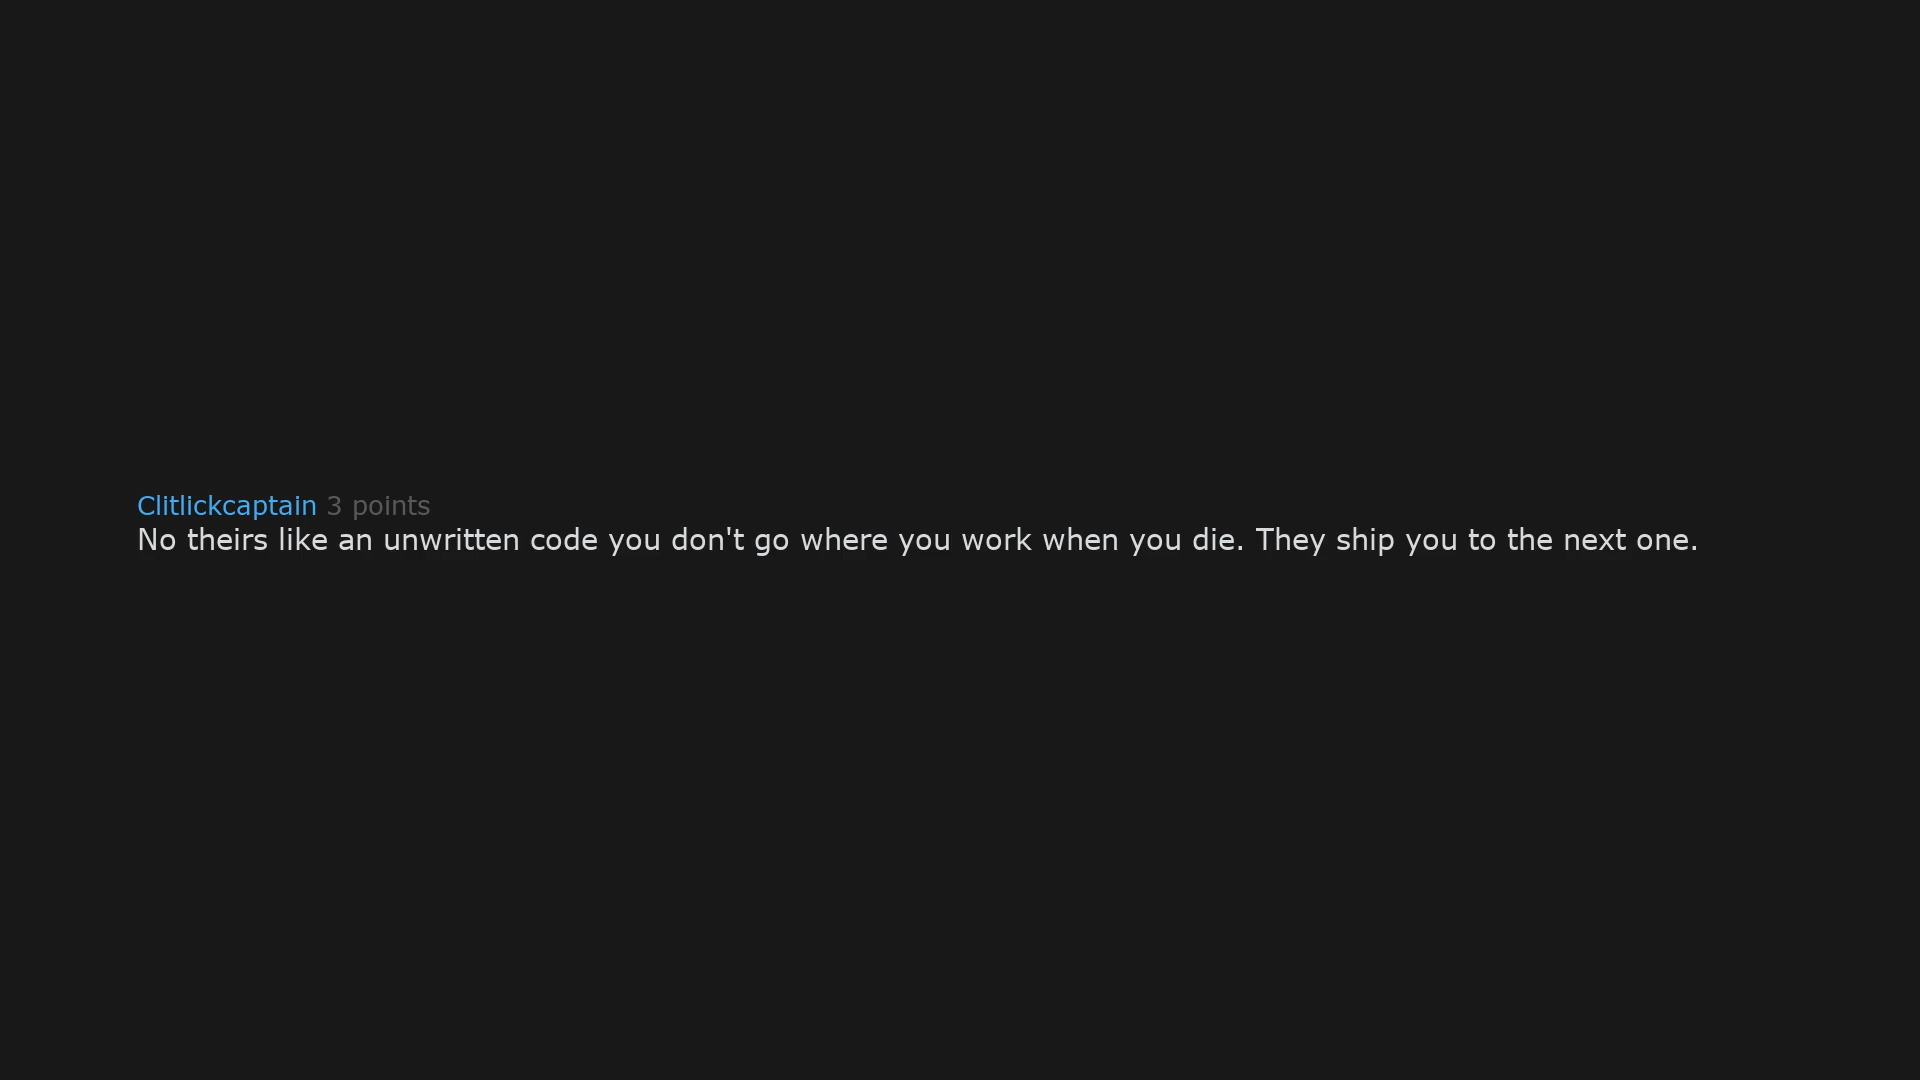 Clitlickcaptain 3 points
No theirs like an unwritten code you don't go where you work when you die. They ship you to the next one.